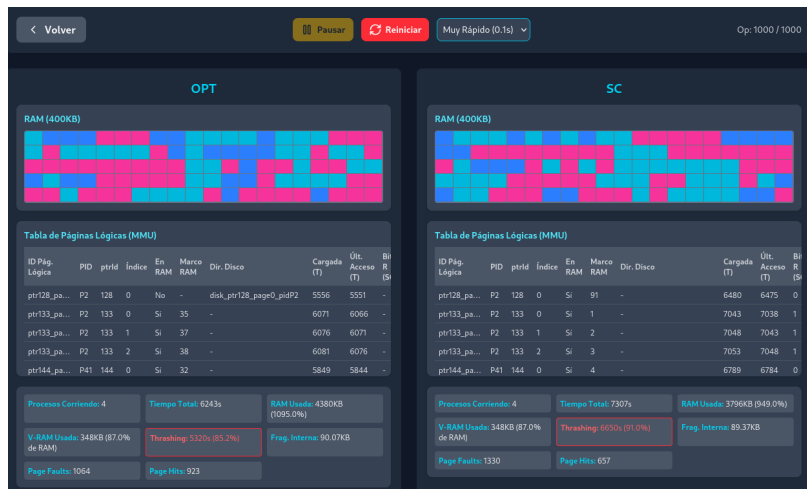 Volver
Pausar
Reiniciar
Muy Rápido (0.1s)
Op: 1000 / 1000
OPT
RAM (400KB)
Tabla de Páginas Lógicas (MMU)
ID Pág. Lógica PID ptrId Índice En RAM Marco RAM Dir. Disco Cargada (T) Últ. Acceso (T) Bi R (S
ptr128_pa... P2 128 0 No - disk_ptr128_page0_pidP2 5556 5551 -
ptr133_pa... P2 133 0 Sí 35 - 6071 6066 -
ptr133_pa... P2 133 1 Sí 37 - 6076 6071 -
ptr133_pa... P2 133 2 Sí 38 - 6081 6076 -
ptr144_pa... P41 144 0 Sí 32 - 5849 5844 -
Procesos Corriendo: 4
Tiempo Total: 6243s
RAM Usada: 4380KB
(1095.0%)
V-RAM Usada: 348KB (87.0%
de RAM)
Thrashing: 5320s (85.2%)
Frag. Interna: 90.07KB
Page Faults: 1064
Page Hits: 923
SC
RAM (400KB)
Tabla de Páginas Lógicas (MMU)
ID Pág. Lógica PID ptrId Índice En RAM Marco RAM Dir. Disco Cargada (T) Últ. Acceso (T) Bi R (S
ptr128_pa... P2 128 0 Sí 91 - 6480 6475 0
ptr133_pa... P2 133 0 Sí 1 - 7043 7038 1
ptr133_pa... P2 133 1 Sí 2 - 7048 7043 1
ptr133_pa... P2 133 2 Sí 3 - 7053 7048 1
ptr144_pa... P41 144 0 Sí 4 - 6789 6784 0
Procesos Corriendo: 4
Tiempo Total: 7307s
RAM Usada: 3796KB (949.0%)
V-RAM Usada: 348KB (87.0%
de RAM)
Thrashing: 6650s (91.0%)
Frag. Interna: 89.37KB
Page Faults: 1330
Page Hits: 657